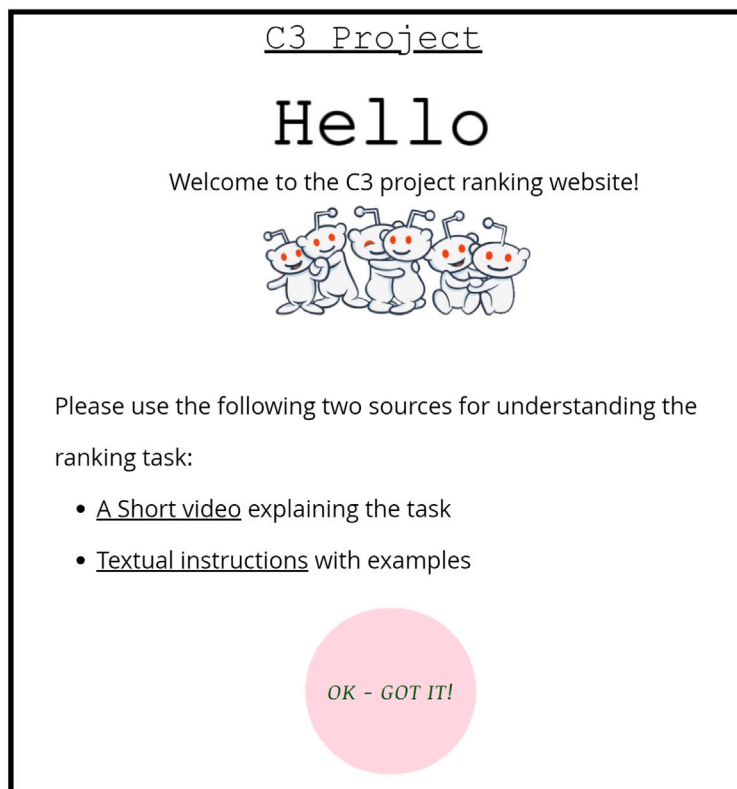 C3 Project
Hello
Welcome to the C3 project ranking website!
Please use the following two sources for understanding the
ranking task:
• A Short video explaining the task
• Textual instructions with examples
OK - GOT IT!